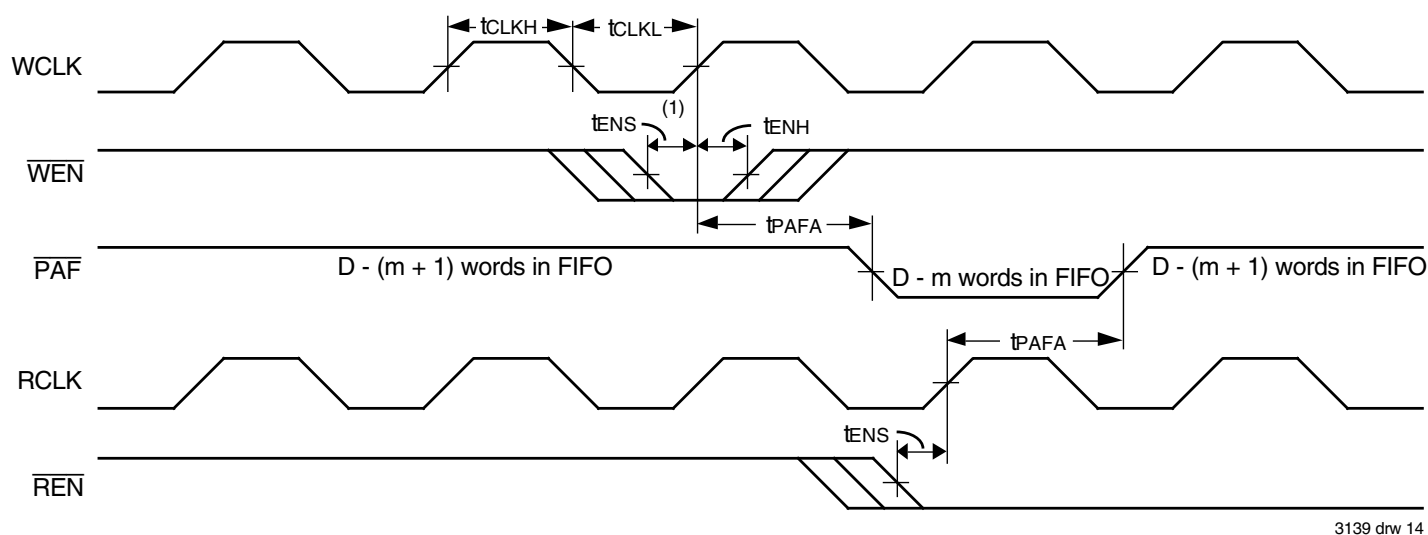 tCLKH
tCLKL
WCLK
(1)
tENS
tENH
WEN
tPAFA
PAF
D - (m + 1) words in FIFO
D - m words in FIFO
D - (m + 1) words in FIFO
tPAFA
RCLK
tENS
REN
3139 drw 14